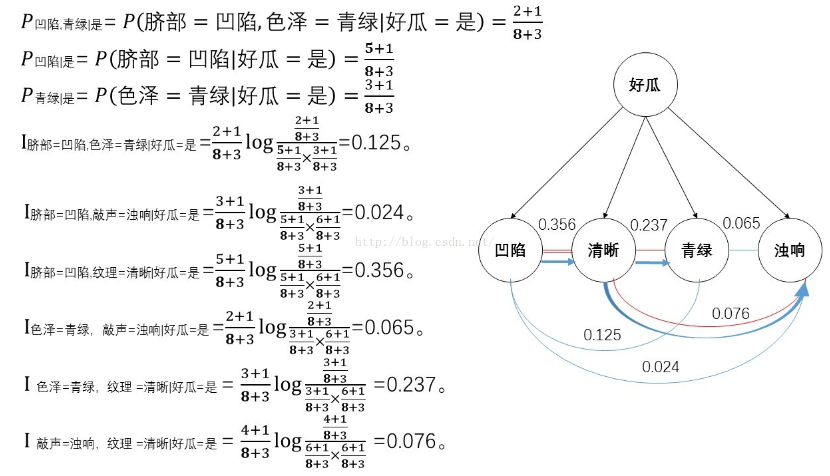 P凹陷,青绿|是 = P(脐部 = 凹陷, 色泽 = 青绿|好瓜 = 是) = (2+1)/(8+3)
P凹陷|是 = P(脐部 = 凹陷|好瓜 = 是) = (5+1)/(8+3)
P青绿|是 = P(色泽 = 青绿|好瓜 = 是) = (3+1)/(8+3)
I脐部=凹陷,色泽=青绿|好瓜=是 = (2+1)/(8+3) log ((2+1)/(8+3))/((5+1)/(8+3)×(3+1)/(8+3)) =0.125。
I脐部=凹陷,敲声=浊响|好瓜=是 = (3+1)/(8+3) log ((3+1)/(8+3))/((5+1)/(8+3)×(6+1)/(8+3)) =0.024。
I脐部=凹陷,纹理=清晰|好瓜=是 = (5+1)/(8+3) log ((5+1)/(8+3))/((5+1)/(8+3)×(6+1)/(8+3)) =0.356。
I色泽=青绿，敲声=浊响|好瓜=是 = (2+1)/(8+3) log ((2+1)/(8+3))/((3+1)/(8+3)×(6+1)/(8+3)) =0.065。
I 色泽=青绿，纹理 =清晰|好瓜=是 = (3+1)/(8+3) log ((3+1)/(8+3))/((3+1)/(8+3)×(6+1)/(8+3)) =0.237。
I 敲声=浊响，纹理 =清晰|好瓜=是 = (4+1)/(8+3) log ((4+1)/(8+3))/((6+1)/(8+3)×(6+1)/(8+3)) =0.076。
好瓜
0.356 0.237 0.065
凹陷 清晰 青绿 浊响
0.076
0.125
0.024
http://blog.csdn.net/